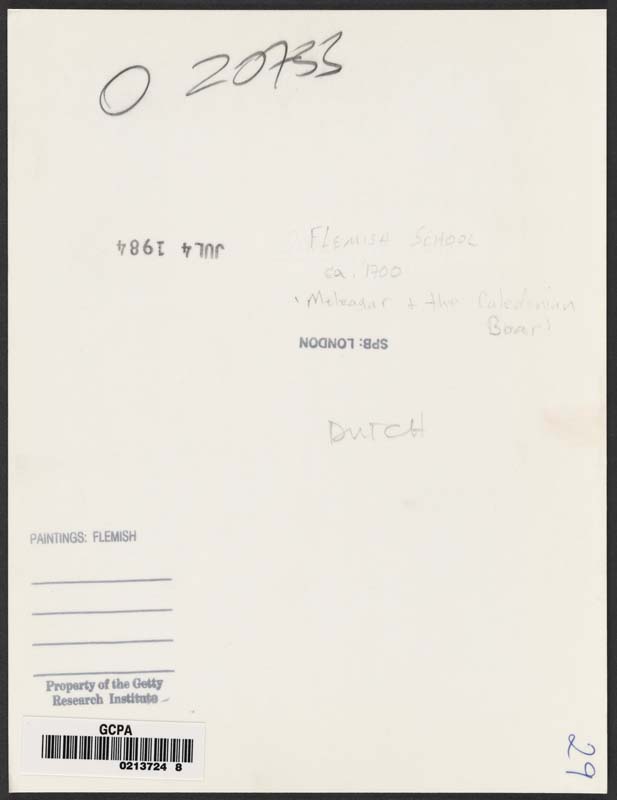 O 20733
JUL 4 1984
FLEMISH SCHOOL
ca. 1700
'Meleagar + the Caledonian
Boar'
SPB: LONDON
DUTCH
PAINTINGS: FLEMISH
Property of the Getty
Research Institute
GCPA
0213724 8
29